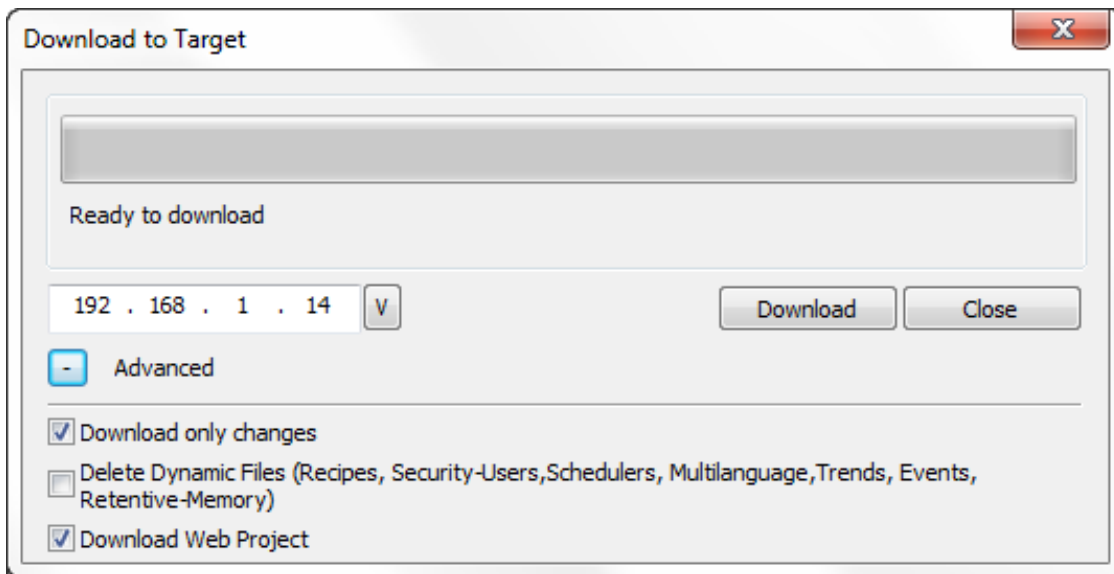 Download to Target
Ready to download
192 . 168 . 1 . 14 V Download Close
- Advanced
Download only changes
Delete Dynamic Files (Recipes, Security-Users,Schedulers, Multilanguage,Trends, Events,
Retentive-Memory)
Download Web Project